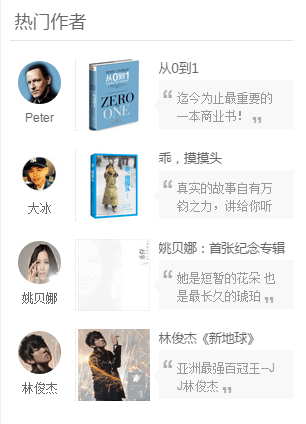 热门作者
从0到1
从0到1
ZERO
ONE
“ 迄今为止最重要的
一本商业书! ”
Peter
乖，摸摸头
乖，摸摸头
“ 真实的故事自有万
钧之力，讲给你听
大冰
姚贝娜：首张纪念专辑
“ 她是短暂的花朵 也
是最长久的琥珀 ”
姚贝娜
林俊杰《新地球》
“ 亚洲最强百冠王--J
J林俊杰 ”
林俊杰